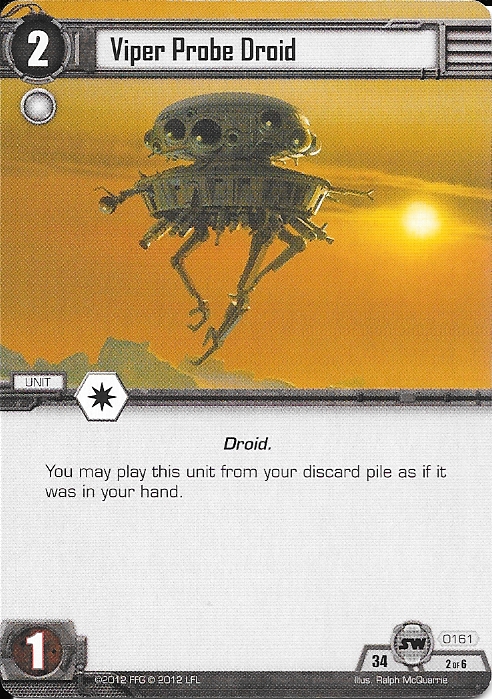 2
Viper Probe Droid
UNIT
Droid.
You may play this unit from your discard pile as if it
was in your hand.
1
SW
0161
34
2 OF 6
©2012 FFG © 2012 LFL
Illus. Ralph McQuarrie